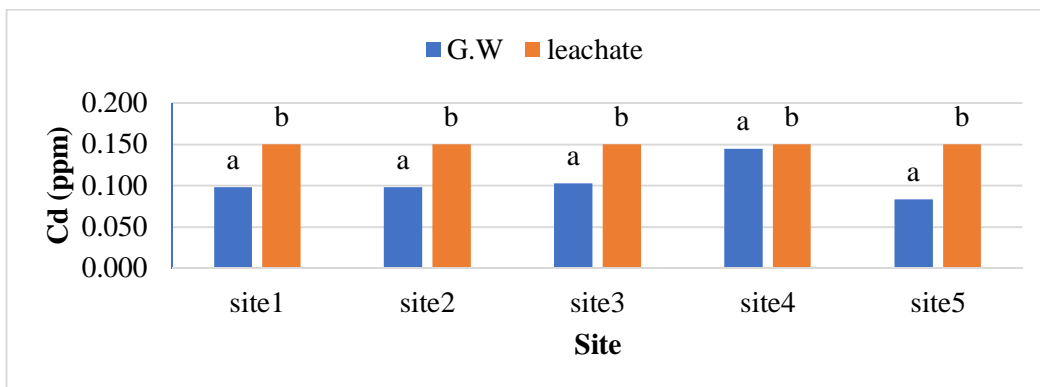 G.W leachate
Cd (ppm)
0.200
0.150
0.100
0.050
0.000
a b a b a b a b a b
site1 site2 site3 site4 site5
Site